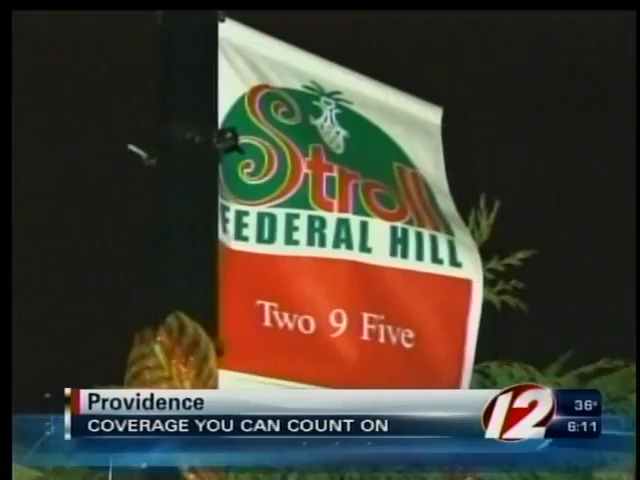 Stroll
FEDERAL HILL
Two 9 Five
Providence
COVERAGE YOU CAN COUNT ON
12
36°
6:11